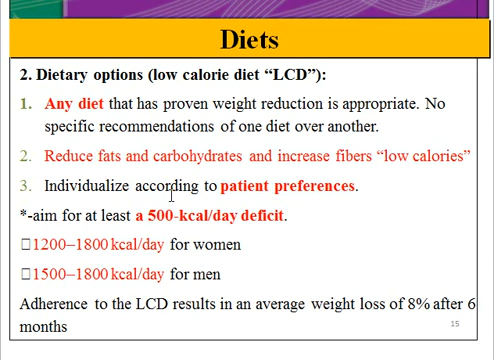 Diets
2. Dietary options (low calorie diet “LCD”):
1. Any diet that has proven weight reduction is appropriate. No
specific recommendations of one diet over another.
2. Reduce fats and carbohydrates and increase fibers “low calories”
3. Individualize according to patient preferences.
*-aim for at least a 500-kcal/day deficit.
□1200–1800 kcal/day for women
□1500–1800 kcal/day for men
Adherence to the LCD results in an average weight loss of 8% after 6
months
15